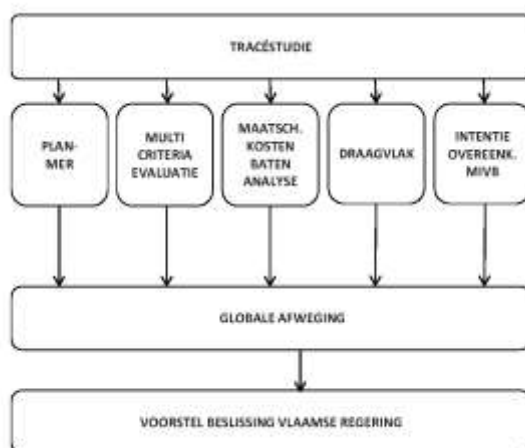 TRACÉSTUDIE
PLAN-
MER
MULTI
CRITERIA
EVALUATIE
MAATSCH.
KOSTEN
BATEN
ANALYSE
DRAAGVLAK
INTENTIE
OVEREENK.
MIVB
GLOBALE AFWEGING
VOORSTEL BESLISSING VLAAMSE REGERING